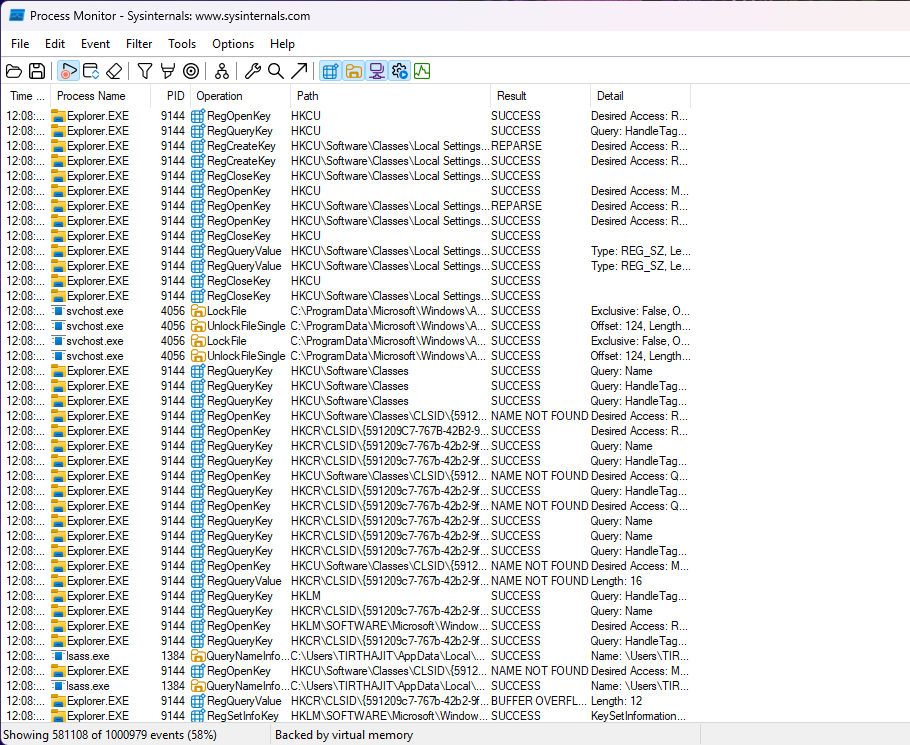 Process Monitor - Sysinternals: www.sysinternals.com
File Edit Event Filter Tools Options Help
Time ... Process Name PID Operation Path Result Detail
12:08:... Explorer.EXE 9144 RegOpenKey HKCU SUCCESS Desired Access: R...
12:08:... Explorer.EXE 9144 RegQueryKey HKCU SUCCESS Query: HandleTag...
12:08:... Explorer.EXE 9144 RegCreateKey HKCU\Software\Classes\Local Settings... REPARSE Desired Access: R...
12:08:... Explorer.EXE 9144 RegCreateKey HKCU\Software\Classes\Local Settings... SUCCESS Desired Access: R...
12:08:... Explorer.EXE 9144 RegCloseKey HKCU\Software\Classes\Local Settings... SUCCESS
12:08:... Explorer.EXE 9144 RegOpenKey HKCU SUCCESS Desired Access: M...
12:08:... Explorer.EXE 9144 RegOpenKey HKCU\Software\Classes\Local Settings... REPARSE Desired Access: R...
12:08:... Explorer.EXE 9144 RegOpenKey HKCU\Software\Classes\Local Settings... SUCCESS Desired Access: R...
12:08:... Explorer.EXE 9144 RegCloseKey HKCU SUCCESS
12:08:... Explorer.EXE 9144 RegQueryValue HKCU\Software\Classes\Local Settings... SUCCESS Type: REG_SZ, Le...
12:08:... Explorer.EXE 9144 RegQueryValue HKCU\Software\Classes\Local Settings... SUCCESS Type: REG_SZ, Le...
12:08:... Explorer.EXE 9144 RegCloseKey HKCU SUCCESS
12:08:... Explorer.EXE 9144 RegCloseKey HKCU\Software\Classes\Local Settings... SUCCESS
12:08:... svchost.exe 4056 LockFile C:\ProgramData\Microsoft\Windows\A... SUCCESS Exclusive: False, O...
12:08:... svchost.exe 4056 UnlockFileSingle C:\ProgramData\Microsoft\Windows\A... SUCCESS Offset: 124, Length...
12:08:... svchost.exe 4056 LockFile C:\ProgramData\Microsoft\Windows\A... SUCCESS Exclusive: False, O...
12:08:... svchost.exe 4056 UnlockFileSingle C:\ProgramData\Microsoft\Windows\A... SUCCESS Offset: 124, Length...
12:08:... Explorer.EXE 9144 RegQueryKey HKCU\Software\Classes SUCCESS Query: Name
12:08:... Explorer.EXE 9144 RegQueryKey HKCU\Software\Classes SUCCESS Query: HandleTag...
12:08:... Explorer.EXE 9144 RegQueryKey HKCU\Software\Classes SUCCESS Query: HandleTag...
12:08:... Explorer.EXE 9144 RegOpenKey HKCU\Software\Classes\CLSID\{5912... NAME NOT FOUND Desired Access: R...
12:08:... Explorer.EXE 9144 RegOpenKey HKCR\CLSID\{591209C7-767B-42B2-9... SUCCESS Desired Access: R...
12:08:... Explorer.EXE 9144 RegQueryKey HKCR\CLSID\{591209c7-767b-42b2-9f... SUCCESS Query: Name
12:08:... Explorer.EXE 9144 RegQueryKey HKCR\CLSID\{591209c7-767b-42b2-9f... SUCCESS Query: HandleTag...
12:08:... Explorer.EXE 9144 RegOpenKey HKCU\Software\Classes\CLSID\{5912... NAME NOT FOUND Desired Access: Q...
12:08:... Explorer.EXE 9144 RegQueryKey HKCR\CLSID\{591209c7-767b-42b2-9f... SUCCESS Query: HandleTag...
12:08:... Explorer.EXE 9144 RegOpenKey HKCR\CLSID\{591209c7-767b-42b2-9f... NAME NOT FOUND Desired Access: Q...
12:08:... Explorer.EXE 9144 RegQueryKey HKCR\CLSID\{591209c7-767b-42b2-9f... SUCCESS Query: Name
12:08:... Explorer.EXE 9144 RegQueryKey HKCR\CLSID\{591209c7-767b-42b2-9f... SUCCESS Query: Name
12:08:... Explorer.EXE 9144 RegQueryKey HKCR\CLSID\{591209c7-767b-42b2-9f... SUCCESS Query: HandleTag...
12:08:... Explorer.EXE 9144 RegOpenKey HKCU\Software\Classes\CLSID\{5912... NAME NOT FOUND Desired Access: M...
12:08:... Explorer.EXE 9144 RegQueryValue HKCR\CLSID\{591209c7-767b-42b2-9f... NAME NOT FOUND Length: 16
12:08:... Explorer.EXE 9144 RegQueryKey HKLM SUCCESS Query: HandleTag...
12:08:... Explorer.EXE 9144 RegQueryKey HKCR\CLSID\{591209c7-767b-42b2-9f... SUCCESS Query: Name
12:08:... Explorer.EXE 9144 RegOpenKey HKLM\SOFTWARE\Microsoft\Window... SUCCESS Desired Access: R...
12:08:... Explorer.EXE 9144 RegQueryKey HKCR\CLSID\{591209c7-767b-42b2-9f... SUCCESS Query: HandleTag...
12:08:... lsass.exe 1384 QueryNameInfo... C:\Users\TIRTHAJIT\AppData\Local\... SUCCESS Name: \Users\TIR...
12:08:... Explorer.EXE 9144 RegOpenKey HKCU\Software\Classes\CLSID\{5912... NAME NOT FOUND Desired Access: M...
12:08:... lsass.exe 1384 QueryNameInfo... C:\Users\TIRTHAJIT\AppData\Local\... SUCCESS Name: \Users\TIR...
12:08:... Explorer.EXE 9144 RegQueryValue HKCR\CLSID\{591209c7-767b-42b2-9f... BUFFER OVERFL... Length: 12
12:08:... Explorer.EXE 9144 RegSetInfoKey HKLM\SOFTWARE\Microsoft\Window... SUCCESS KeySetInformation...
Showing 581108 of 1000979 events (58%) Backed by virtual memory